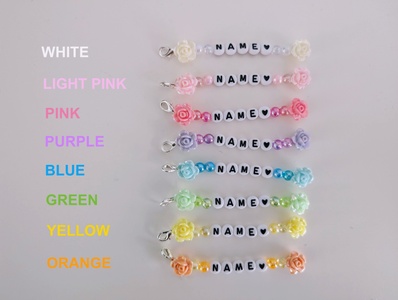 WHITE NAME♥
LIGHT PINK NAME♥
PINK NAME♥
PURPLE NAME♥
BLUE NAME♥
GREEN NAME♥
YELLOW NAME♥
ORANGE NAME♥